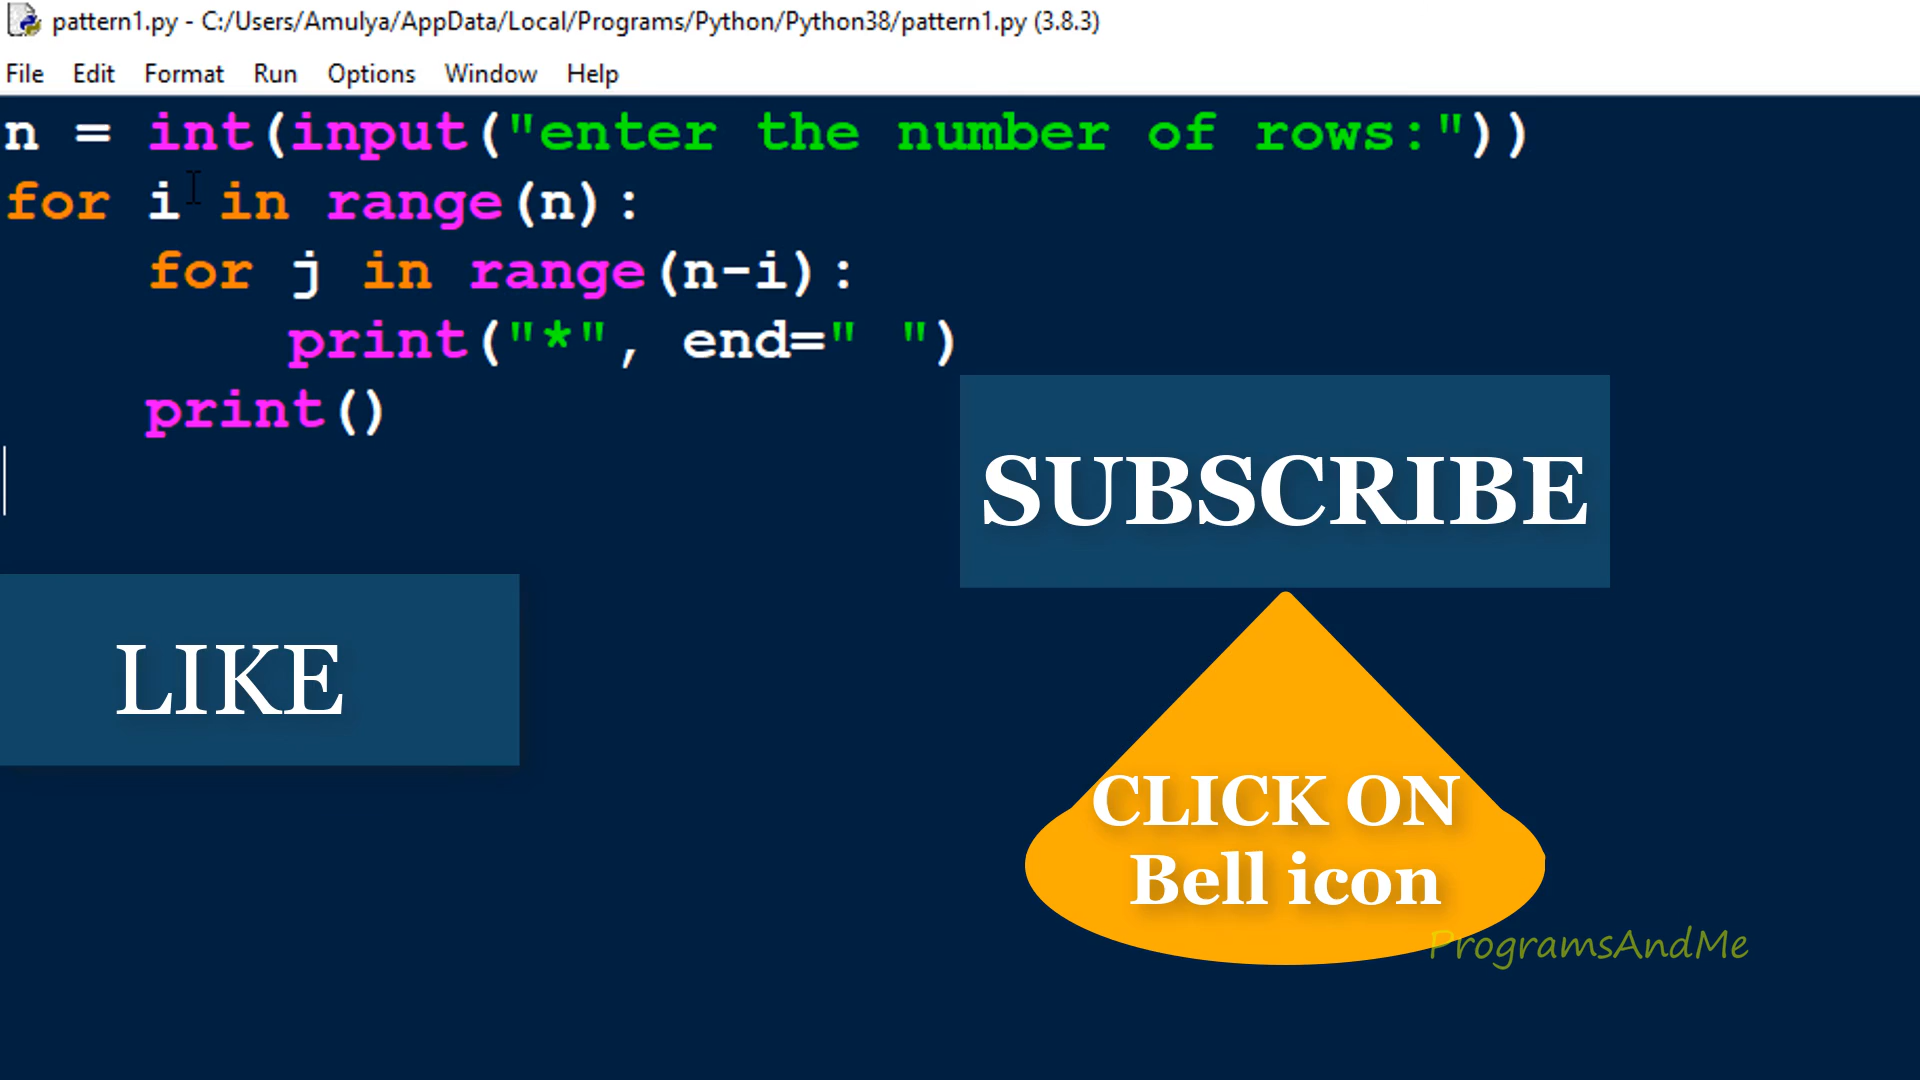 pattern1.py - C:/Users/Amulya/AppData/Local/Programs/Python/Python38/pattern1.py (3.8.3)
File Edit Format Run Options Window Help
n = int(input("enter the number of rows:"))
for i in range(n):
    for j in range(n-i):
        print("*", end=" ")
    print()
SUBSCRIBE
LIKE
CLICK ON
Bell icon
ProgramsAndMe